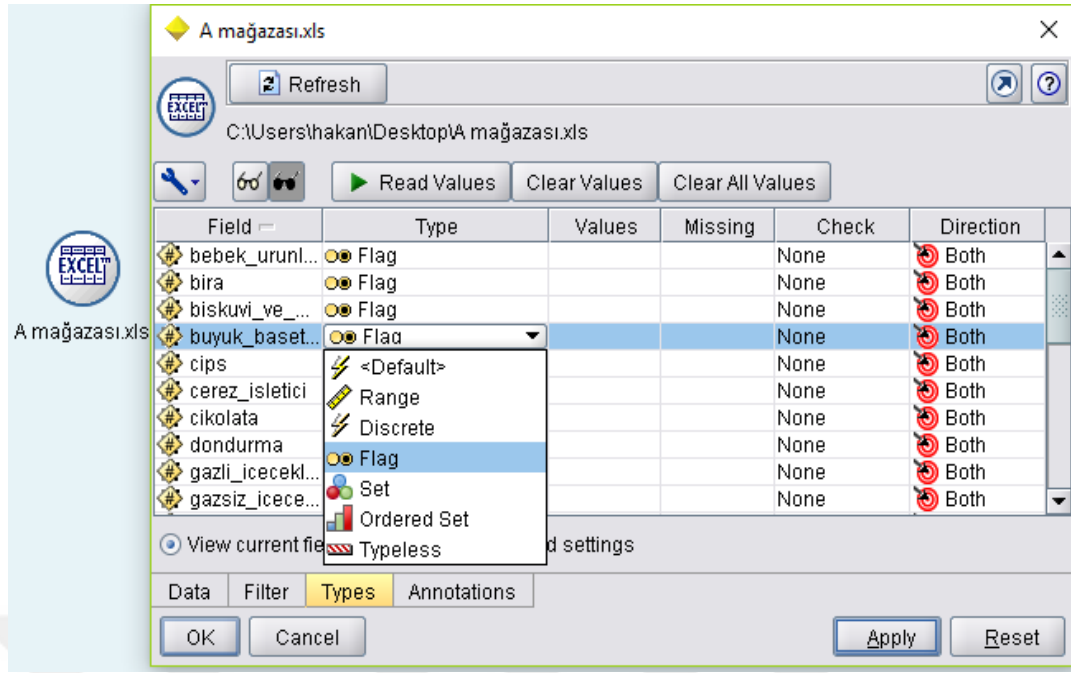 A mağazası.xls
Refresh
EXCEL
C:\Users\hakan\Desktop\A mağazası.xls
Read Values Clear Values Clear All Values
Field Type Values Missing Check Direction
bebek_urunl... Flag None Both
bira Flag None Both
biskuvi_ve_... Flag None Both
buyuk_baset... Flag None Both
cips None Both
cerez_isletici None Both
cikolata None Both
dondurma None Both
gazli_icecekl... None Both
gazsiz_icece... None Both
<Default>
Range
Discrete
Flag
Set
Ordered Set
Typeless
View current fie d settings
Data Filter Types Annotations
OK Cancel Apply Reset
EXCEL
A mağazası.xls